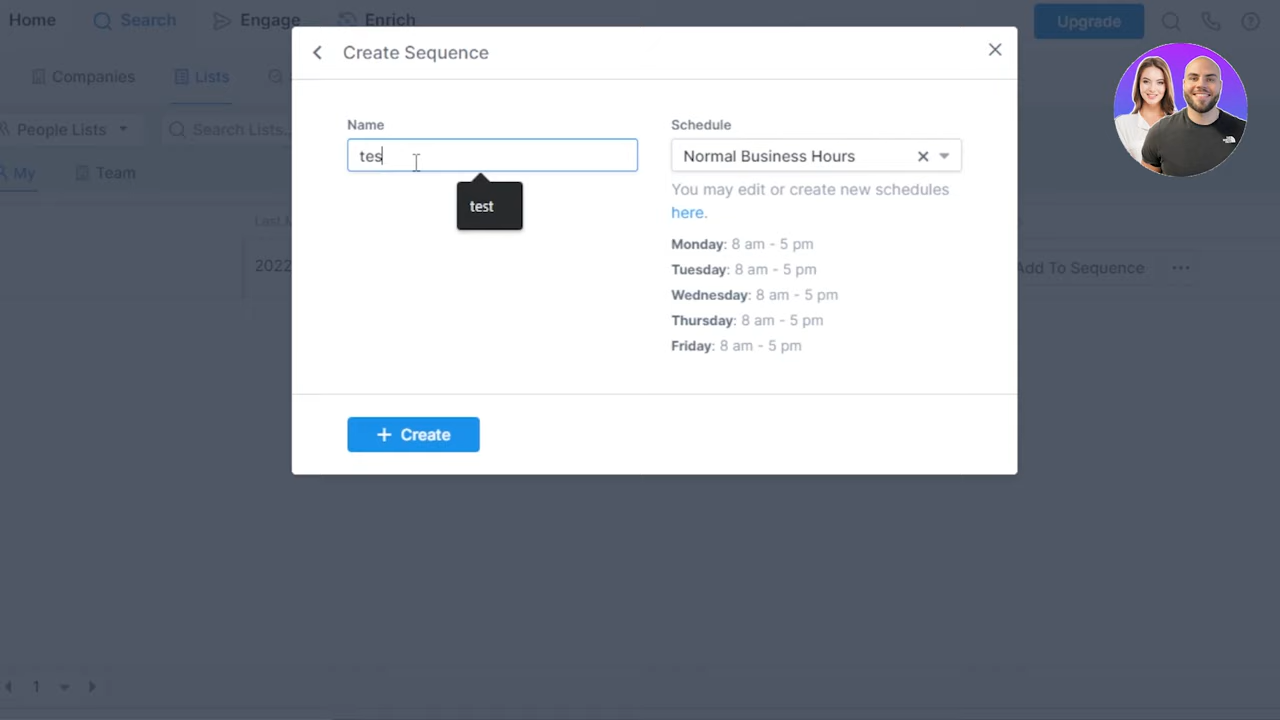 Home
Search
Engage
Enrich
Upgrade
Create Sequence
Companies
Lists
People Lists
Search Lists...
My
Team
Name
tes
test
Schedule
Normal Business Hours
You may edit or create new schedules
here.
Monday: 8 am - 5 pm
Tuesday: 8 am - 5 pm
Wednesday: 8 am - 5 pm
Thursday: 8 am - 5 pm
Friday: 8 am - 5 pm
Last
2022
Add To Sequence
+ Create
1